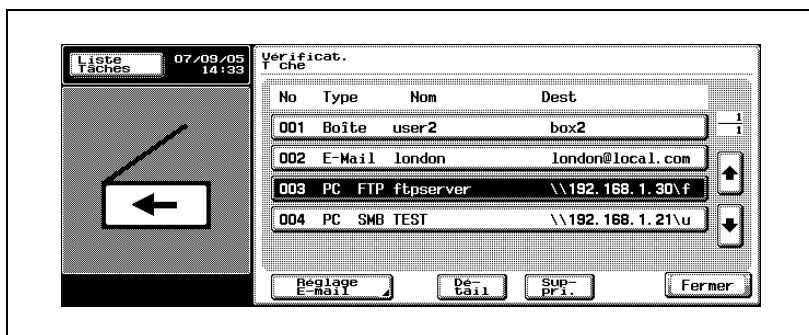 Liste
Tâches
07/09/05
14:33
Vérificat.
T che
No Type Nom Dest
001 Boîte user2 box2
1
1
002 E-Mail london london@local.com
003 PC FTP ftpserver \\192.168.1.30\f
004 PC SMB TEST \\192.168.1.21\u
Réglage
E-mail
Dé-
tail
Sup-
pri.
Fermer